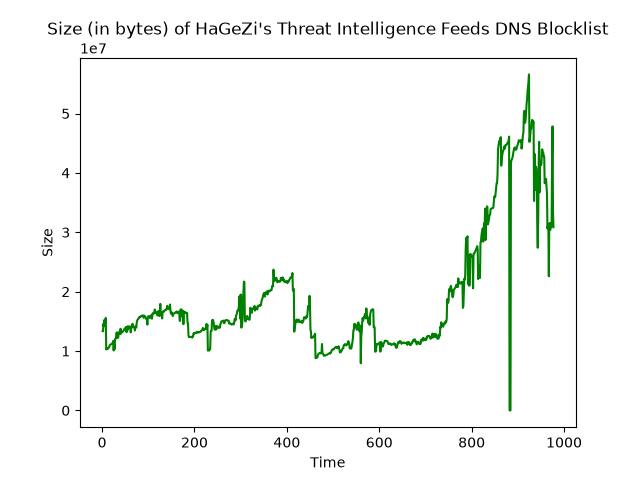 Size (in bytes) of HaGeZi's Threat Intelligence Feeds DNS Blocklist
1e7
5
4
3
2
1
0
Size
0 200 400 600 800 1000
Time